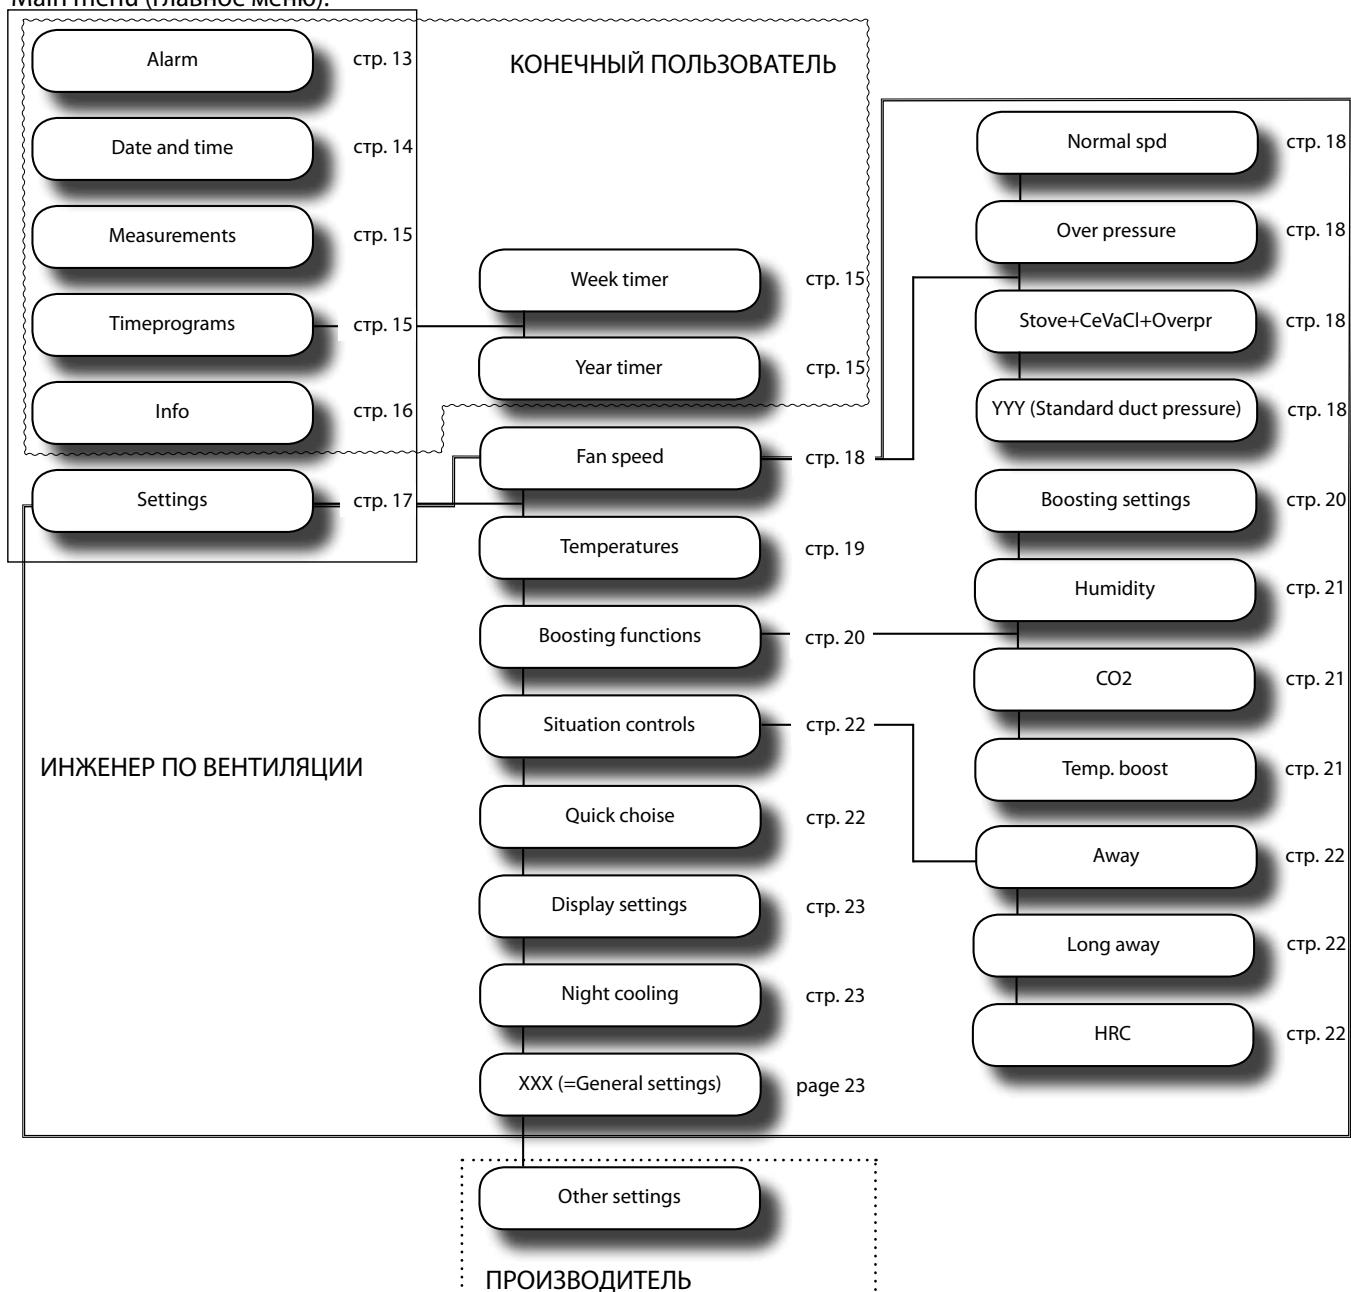 Main menu (главное меню):
Alarm
стр. 13
КОНЕЧНЫЙ ПОЛЬЗОВАТЕЛЬ
Date and time
стр. 14
Measurements
стр. 15
Timeprograms
стр. 15
Info
стр. 16
Settings
стр. 17
Week timer
стр. 15
Year timer
стр. 15
Fan speed
стр. 18
Temperatures
стр. 19
Boosting functions
стр. 20
Situation controls
стр. 22
Quick choise
стр. 22
Display settings
стр. 23
Night cooling
стр. 23
XXX (=General settings)
page 23
Normal spd
стр. 18
Over pressure
стр. 18
Stove+CeVaCl+Overpr
стр. 18
YYY (Standard duct pressure)
стр. 18
Boosting settings
стр. 20
Humidity
стр. 21
CO2
стр. 21
Temp. boost
стр. 21
Away
стр. 22
Long away
стр. 22
HRC
стр. 22
ИНЖЕНЕР ПО ВЕНТИЛЯЦИИ
Other settings
ПРОИЗВОДИТЕЛЬ